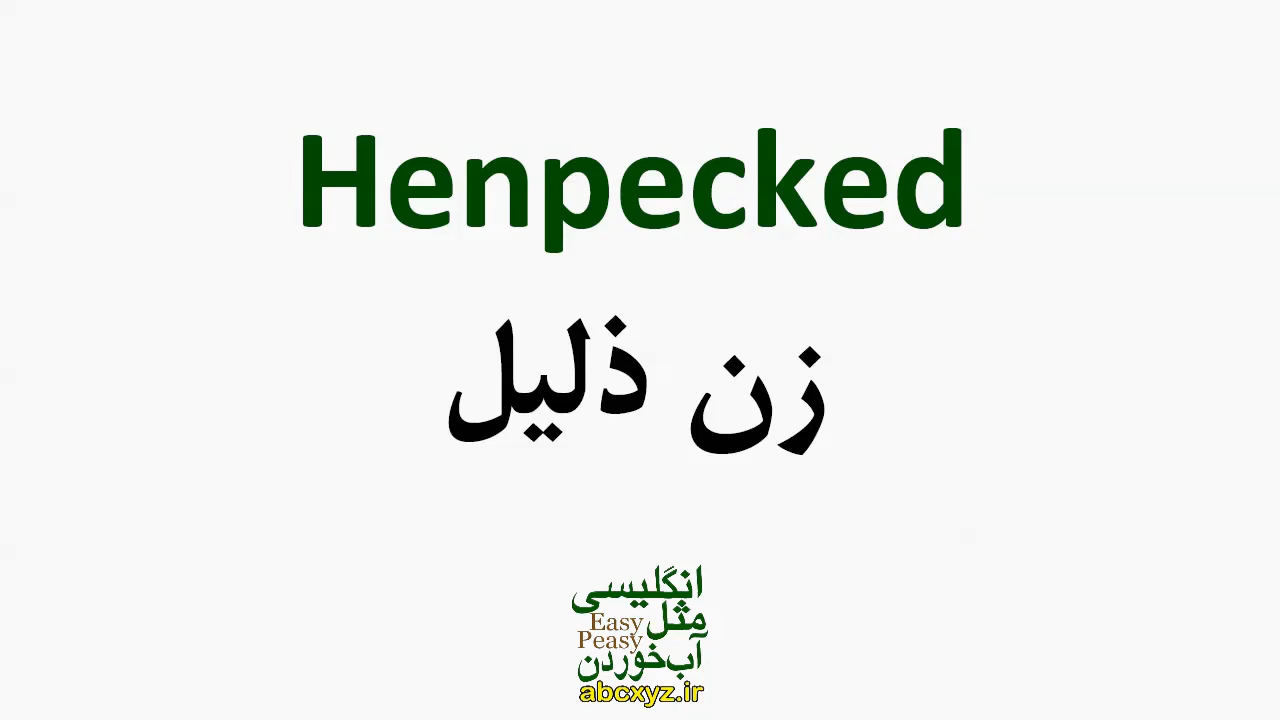 Henpecked
زن ذلیل
انگلیسی
مثل Easy
Peasy
آب‌خوردن
abcxyz.ir